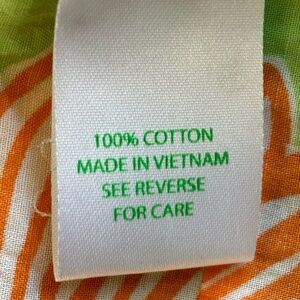 100% COTTON
MADE IN VIETNAM
SEE REVERSE
FOR CARE